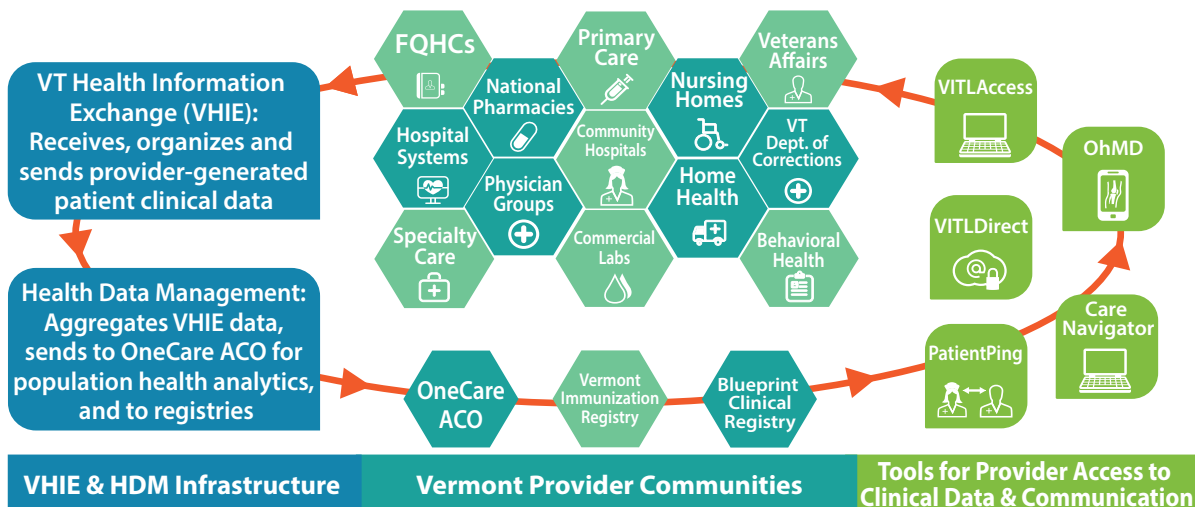 VT Health Information
Exchange (VHIE):
Receives, organizes and
sends provider-generated
patient clinical data
Health Data Management:
Aggregates VHIE data,
sends to OneCare ACO for
population health analytics,
and to registries
FQHCs
Primary
Care
Veterans
Affairs
National
Pharmacies
Nursing
Homes
Hospital
Systems
Community
Hospitals
VT
Dept. of
Corrections
Physician
Groups
Home
Health
Specialty
Care
Commercial
Labs
Behavioral
Health
OneCare
ACO
Vermont
Immunization
Registry
Blueprint
Clinical
Registry
VITLAccess
OhMD
VITLDirect
@
Care
Navigator
PatientPing
VHIE & HDM Infrastructure
Vermont Provider Communities
Tools for Provider Access to
Clinical Data & Communication